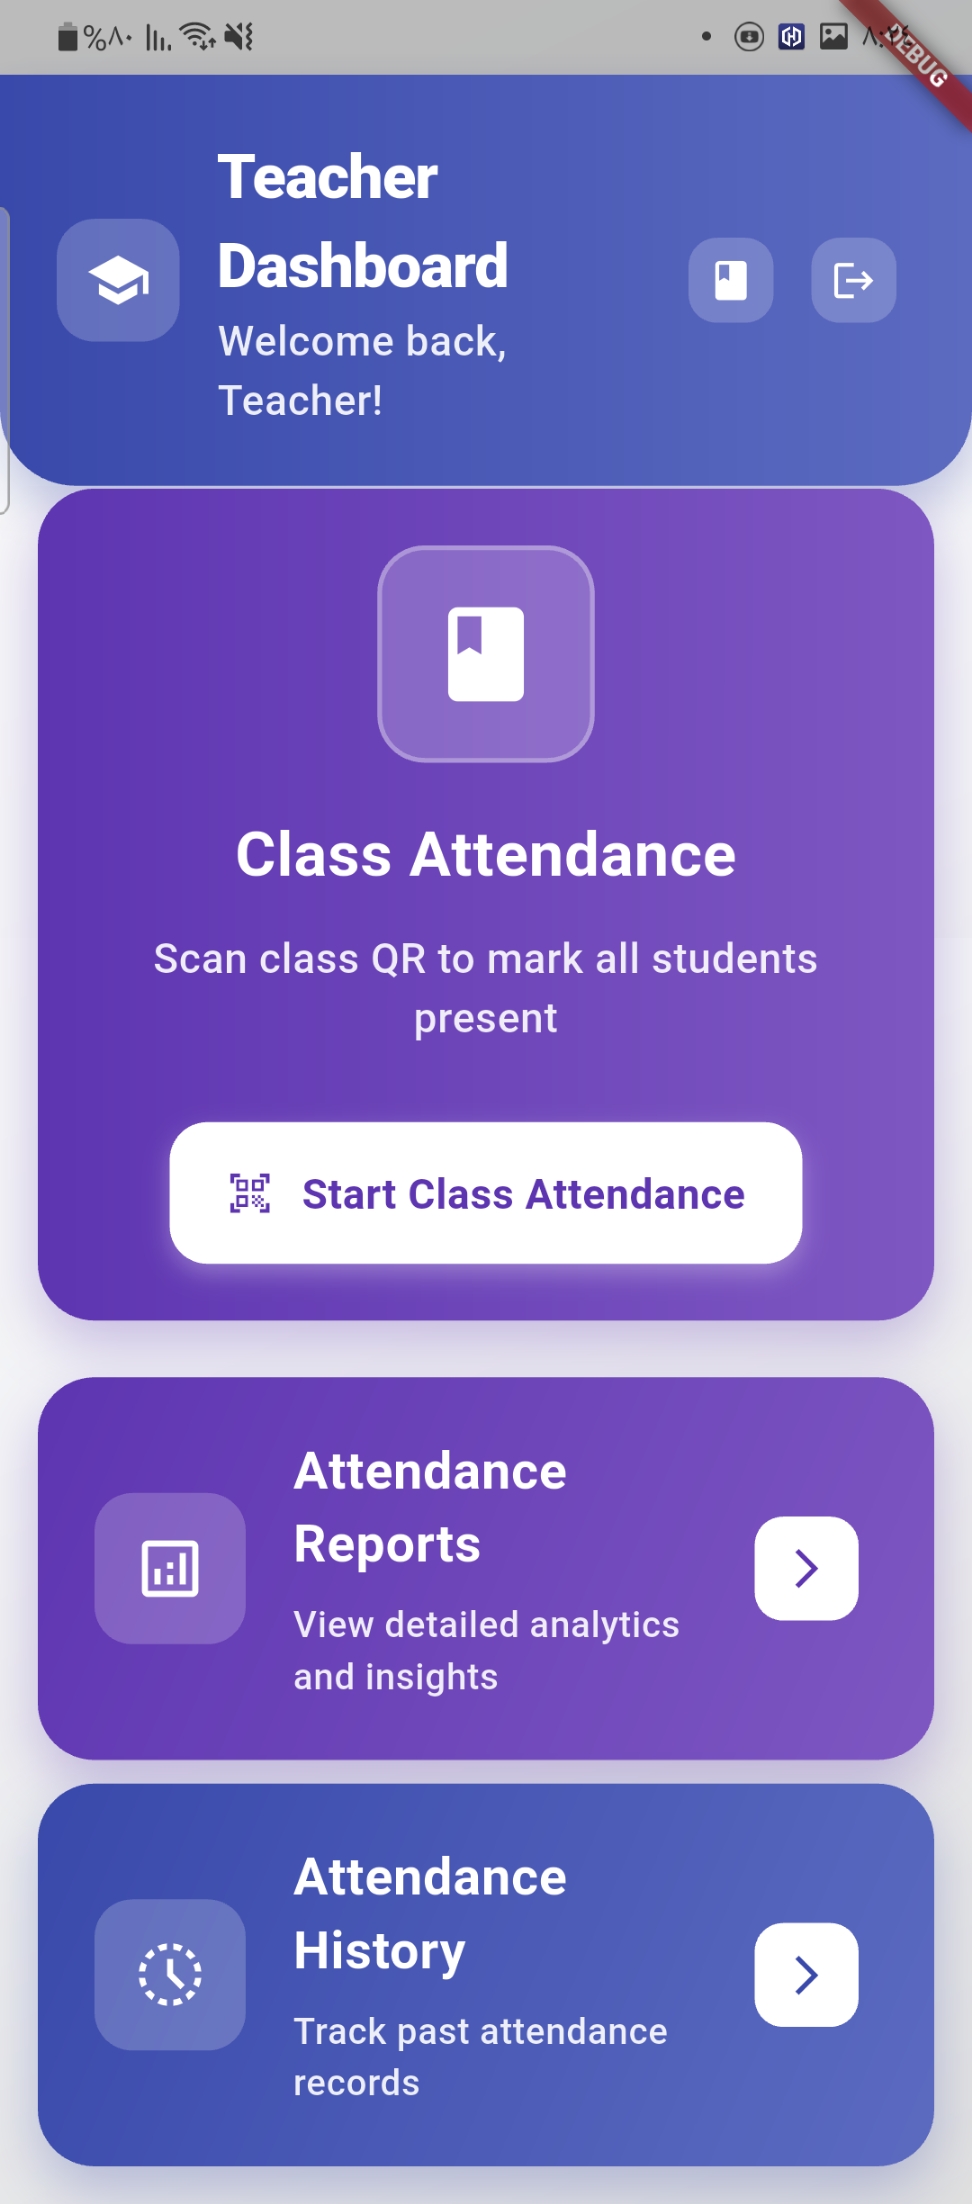 %٨٠
DEBUG
Teacher
Dashboard
Welcome back,
Teacher!
Class Attendance
Scan class QR to mark all students
present
Start Class Attendance
Attendance
Reports
View detailed analytics
and insights
Attendance
History
Track past attendance
records